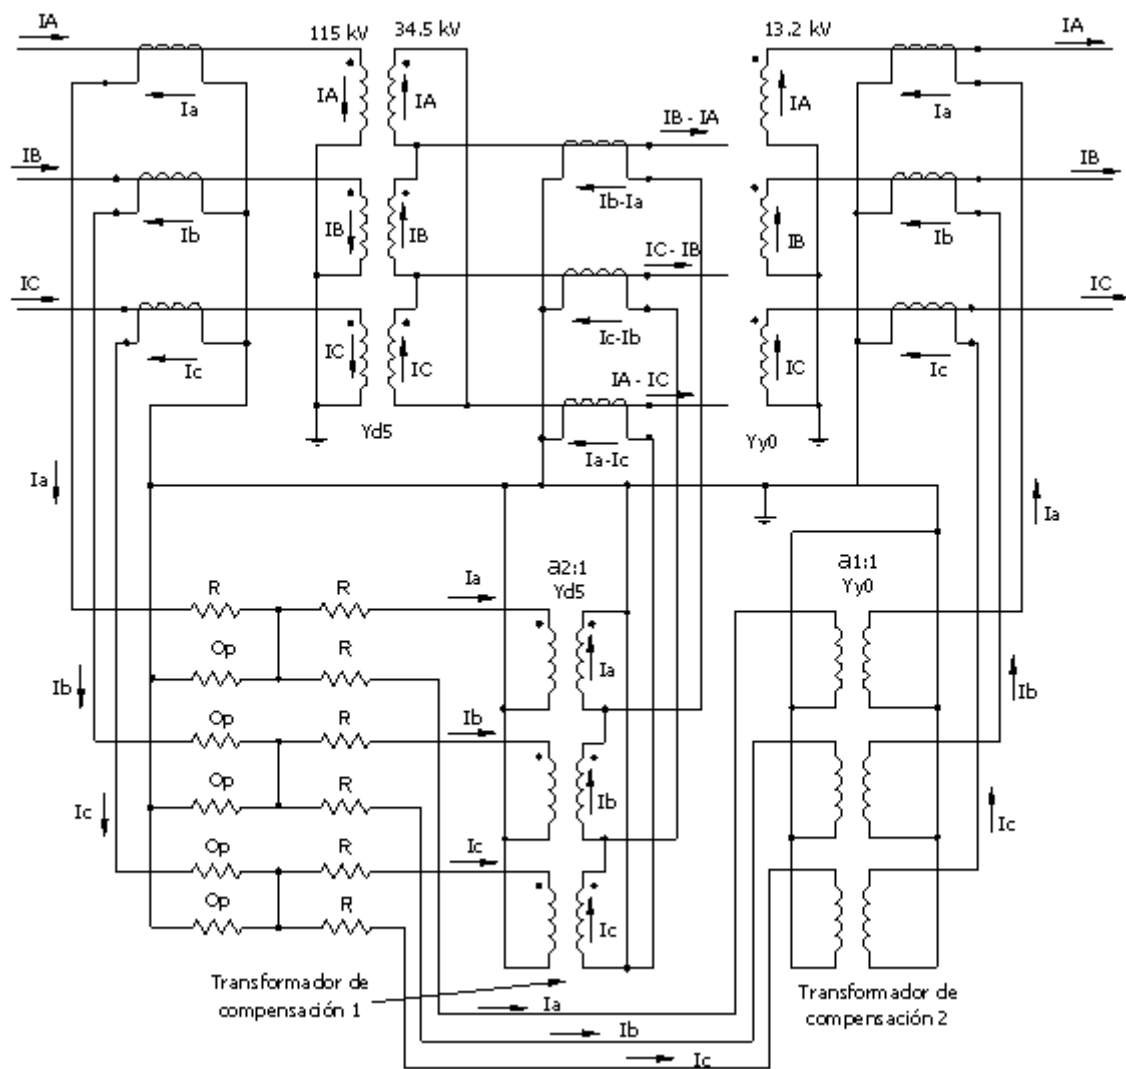 IA
115 kV
34.5 kV
13.2 kV
IA
Ia
IA
IA
IB - IA
IA
Ia
IB
Ib
IB
IB
Ib-Ia
IC - IB
IB
IB
Ib
IC
Ic
IC
IC
Ic-Ib
IA - IC
IC
IC
Ic
Yd5
Ia-Ic
Yy0
Ia
Ia
a2:1
Yd5
a1:1
Yy0
R
R
Ia
Op
R
Ia
Ib
Ib
Op
R
Ib
R
Op
Ib
Ic
Ic
Op
R
Ic
Op
R
Ic
Transformador de
compensación 1
Ia
Transformador de
compensación 2
Ib
Ic